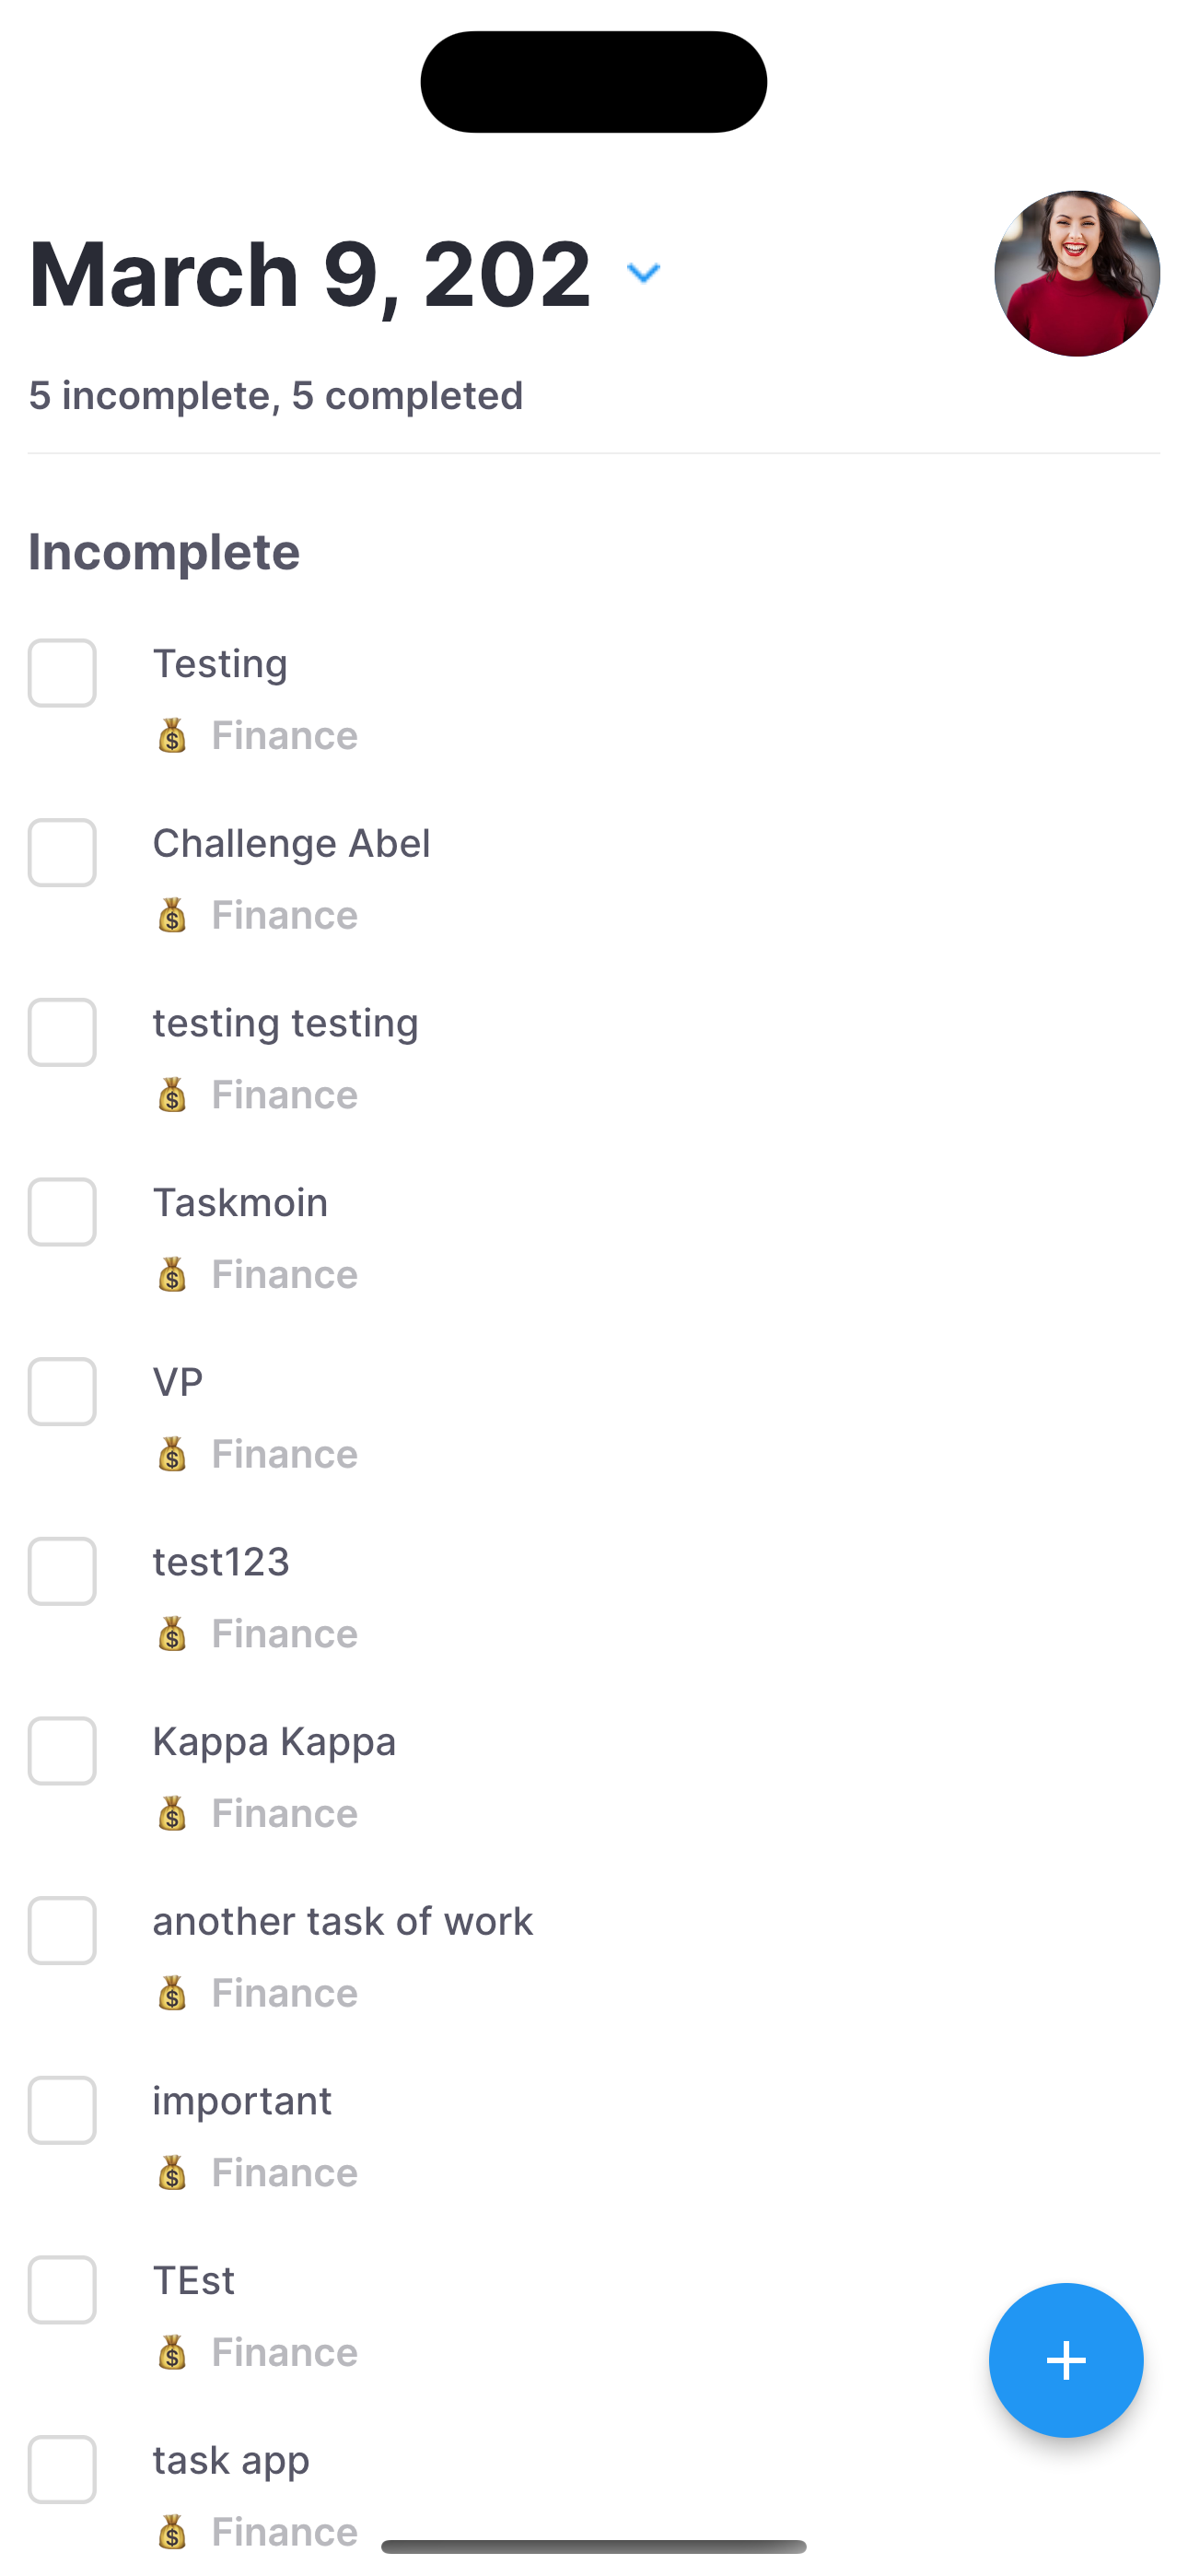 March 9, 202
5 incomplete, 5 completed
Incomplete
Testing
Finance
Challenge Abel
Finance
testing testing
Finance
Taskmoin
Finance
VP
Finance
test123
Finance
Kappa Kappa
Finance
another task of work
Finance
important
Finance
TEst
Finance
task app
Finance